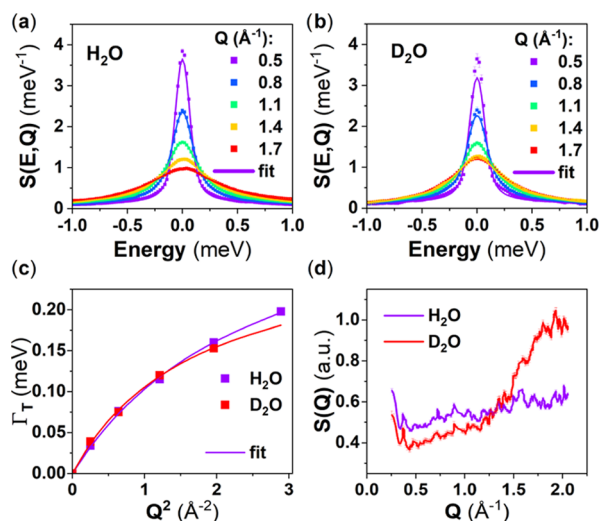 (a)
H₂O
Q (Å⁻¹):
0.5
0.8
1.1
1.4
1.7
fit
S(E,Q) (meV⁻¹)
4
3
2
1
0
-1.0 -0.5 0.0 0.5 1.0
Energy (meV)
(b)
D₂O
Q (Å⁻¹):
0.5
0.8
1.1
1.4
1.7
fit
S(E,Q) (meV⁻¹)
4
3
2
1
0
-1.0 -0.5 0.0 0.5 1.0
Energy (meV)
(c)
Γ_T (meV)
0.20
0.15
0.10
0.05
0.00
H₂O
D₂O
fit
0 1 2 3
Q² (Å⁻²)
(d)
H₂O
D₂O
S(Q) (a.u.)
1.0
0.8
0.6
0.4
0.0 0.5 1.0 1.5 2.0
Q (Å⁻¹)